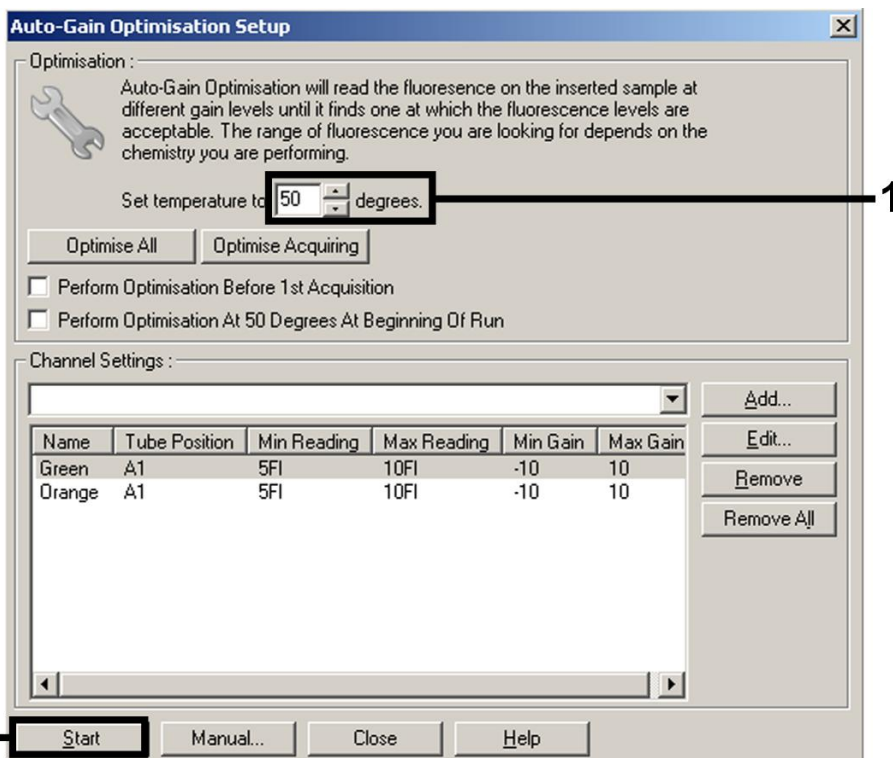 Auto-Gain Optimisation Setup
Optimisation :
Auto-Gain Optimisation will read the fluoresence on the inserted sample at
different gain levels until it finds one at which the fluorescence levels are
acceptable. The range of fluorescence you are looking for depends on the
chemistry you are performing.
Set temperature to 50 degrees.
1
Optimise All Optimise Acquiring
Perform Optimisation Before 1st Acquisition
Perform Optimisation At 50 Degrees At Beginning Of Run
Channel Settings :
Add...
Name Tube Position Min Reading Max Reading Min Gain Max Gain
Edit...
Green A1 5Fl 10Fl -10 10
Orange A1 5Fl 10Fl -10 10
Remove
Remove All
Start Manual... Close Help